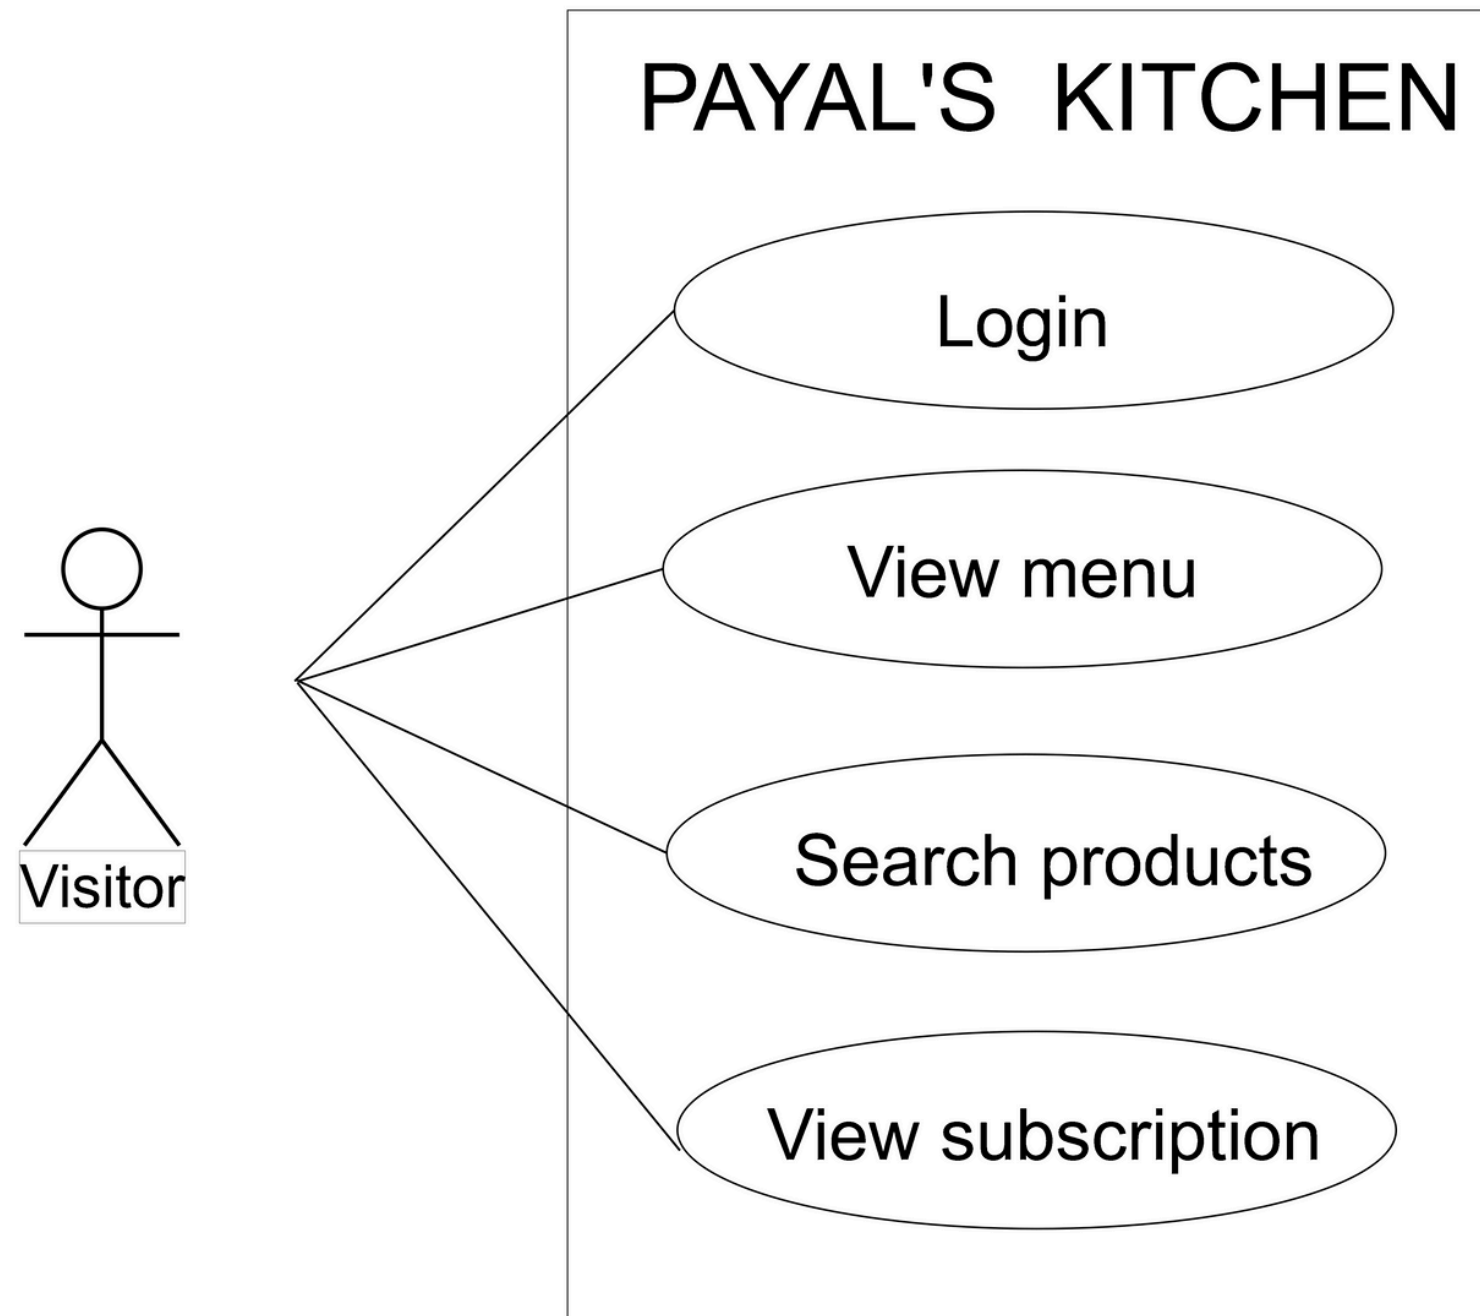 PAYAL'S KITCHEN
Login
View menu
Search products
View subscription
Visitor